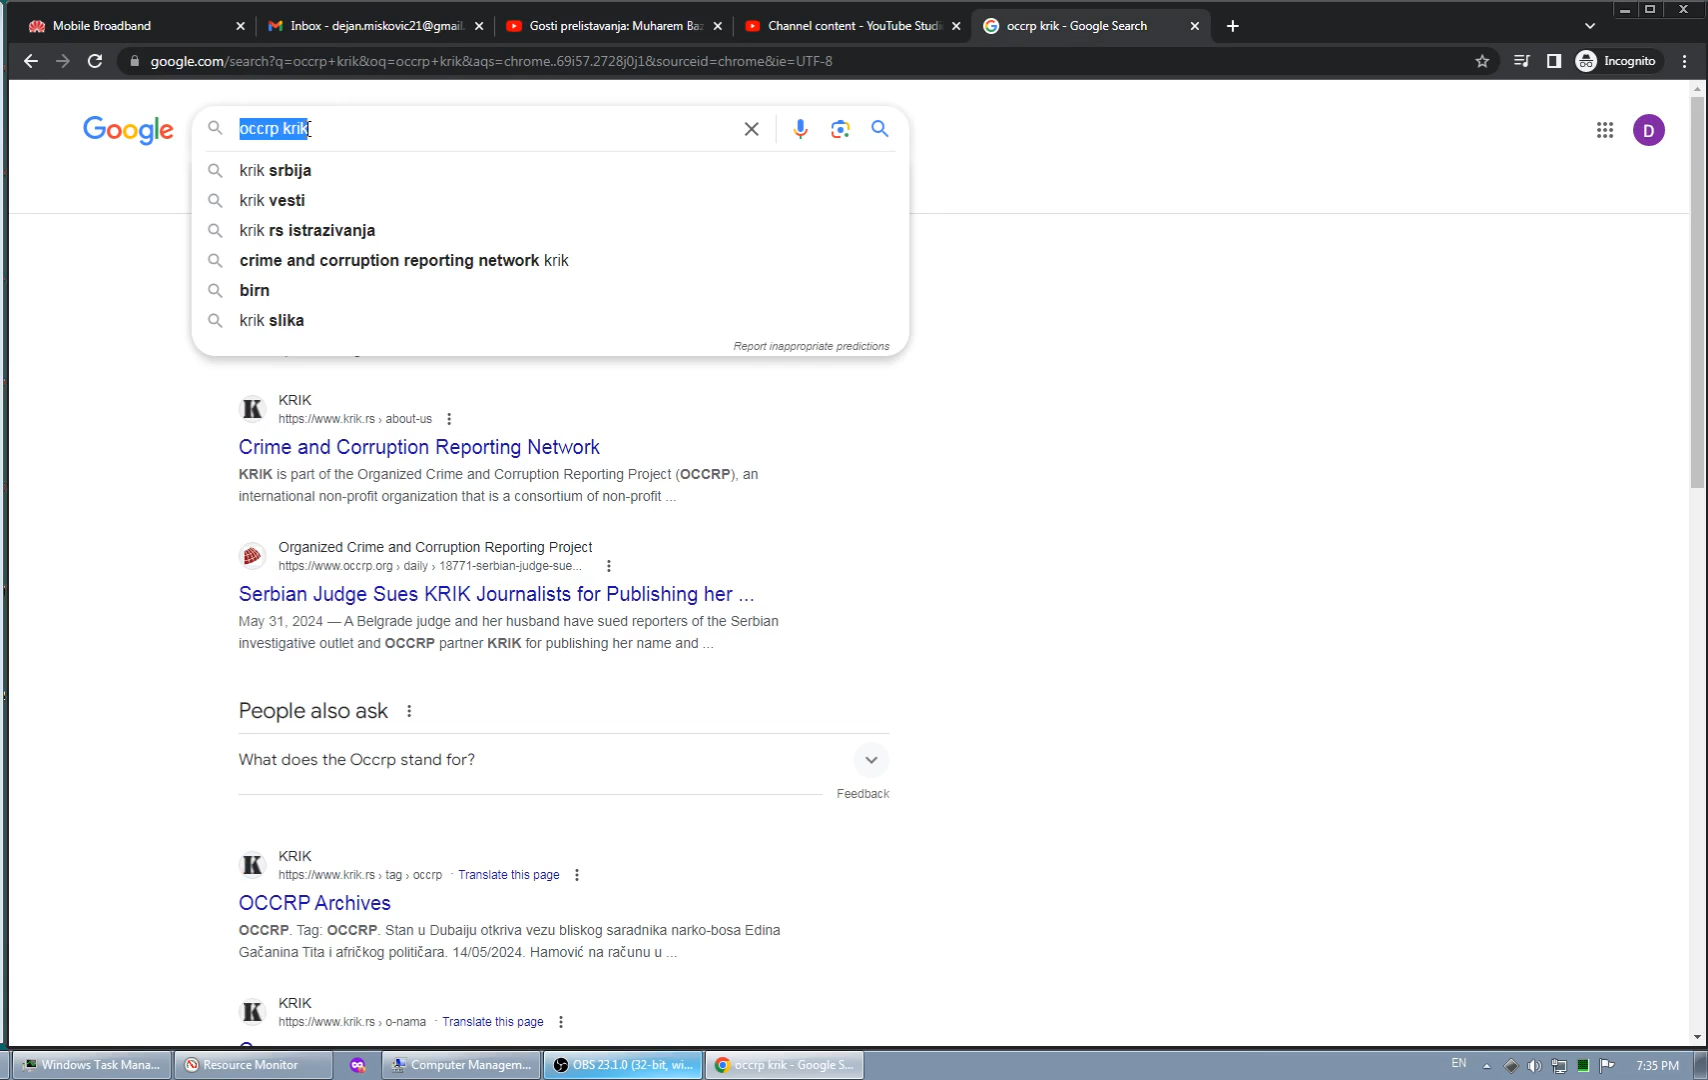 Mobile Broadband
Inbox - dejan.miskovic21@gmail.
Gosti prelistavanja: Muharem Baz
Channel content - YouTube Studi
occrp krik - Google Search
google.com/search?q=occrp+krik&oq=occrp+krik&aqs=chrome..69i57.2728j0j1&sourceid=chrome&ie=UTF-8
Incognito
Google
occrp krik
D
krik srbija
krik vesti
krik rs istrazivanja
crime and corruption reporting network krik
birn
krik slika
Report inappropriate predictions
KRIK
https://www.krik.rs › about-us
Crime and Corruption Reporting Network
KRIK is part of the Organized Crime and Corruption Reporting Project (OCCRP), an
international non-profit organization that is a consortium of non-profit ...
Organized Crime and Corruption Reporting Project
https://www.occrp.org › daily › 18771-serbian-judge-sue...
Serbian Judge Sues KRIK Journalists for Publishing her ...
May 31, 2024 — A Belgrade judge and her husband have sued reporters of the Serbian
investigative outlet and OCCRP partner KRIK for publishing her name and ...
People also ask
What does the Occrp stand for?
Feedback
KRIK
https://www.krik.rs › tag › occrp · Translate this page
OCCRP Archives
OCCRP. Tag: OCCRP. Stan u Dubaiju otkriva vezu bliskog saradnika narko-bosa Edina
Gačanina Tita i afričkog političara. 14/05/2024. Hamović na računu u ...
KRIK
https://www.krik.rs › o-nama · Translate this page
Windows Task Mana...
Resource Monitor
Computer Managem...
OBS 23.1.0 (32-bit, wi...
occrp krik - Google S...
EN
7:35 PM